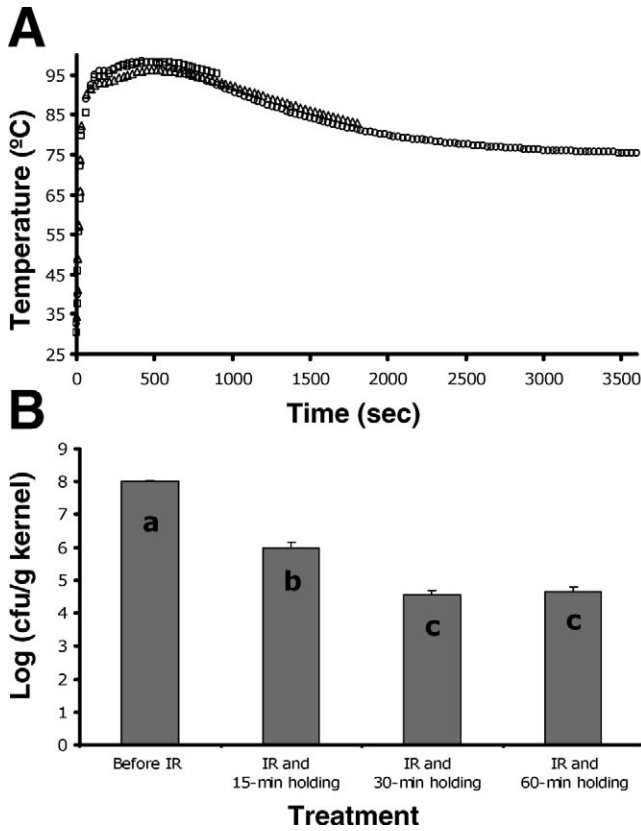 A
Temperature (ºC)
95
85
75
65
55
45
35
25
0
500
1000
1500
2000
2500
3000
3500
Time (sec)
B
Log (cfu/g kernel)
9
8
7
6
5
4
3
2
1
0
a
b
c
c
Before IR
IR and
15-min holding
IR and
30-min holding
IR and
60-min holding
Treatment